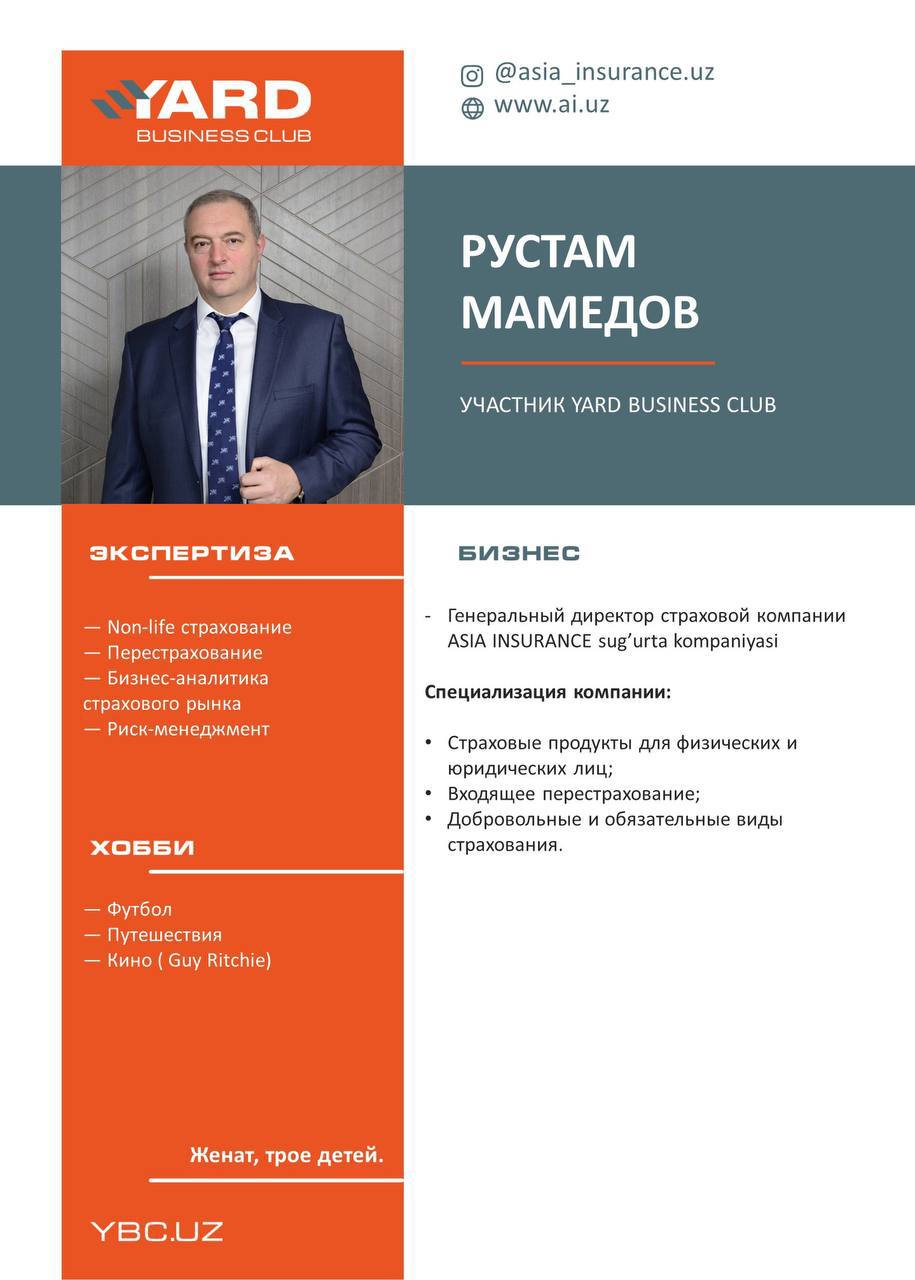 YARD
BUSINESS CLUB
@asia_insurance.uz
www.ai.uz
РУСТАМ
МАМЕДОВ
УЧАСТНИК YARD BUSINESS CLUB
ЭКСПЕРТИЗА
— Non-life страхование
— Перестрахование
— Бизнес-аналитика
страхового рынка
— Риск-менеджмент
ХОББИ
— Футбол
— Путешествия
— Кино ( Guy Ritchie)
Женат, трое детей.
YBC.UZ
БИЗНЕС
- Генеральный директор страховой компании
ASIA INSURANCE sug’urta kompaniyasi
Специализация компании:
• Страховые продукты для физических и
юридических лиц;
• Входящее перестрахование;
• Добровольные и обязательные виды
страхования.